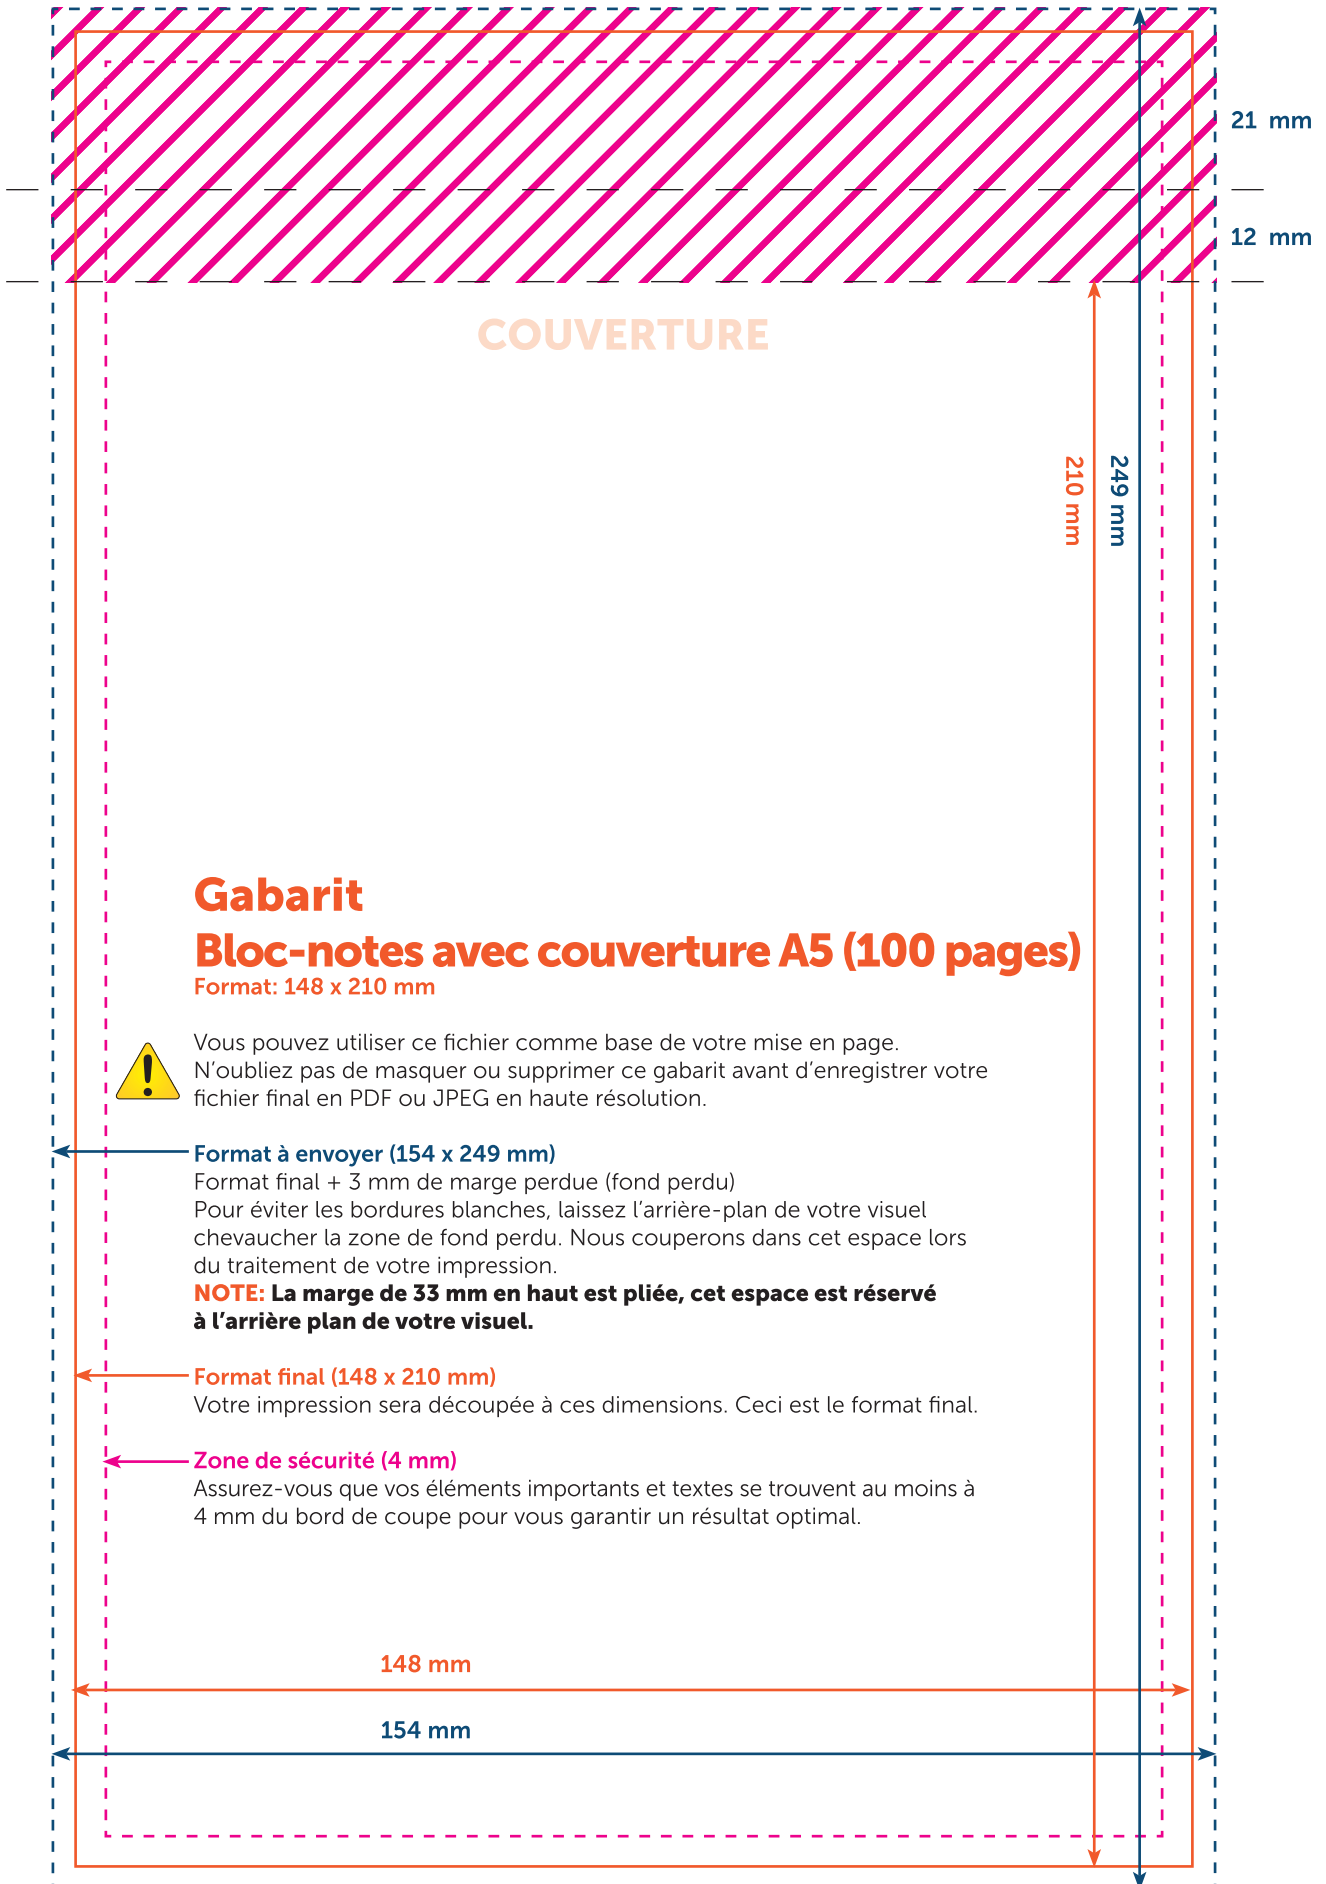 21 mm
12 mm
COUVERTURE
210 mm
249 mm
Gabarit
Bloc-notes avec couverture A5 (100 pages)
Format: 148 x 210 mm
Vous pouvez utiliser ce fichier comme base de votre mise en page.
N’oubliez pas de masquer ou supprimer ce gabarit avant d’enregistrer votre
fichier final en PDF ou JPEG en haute résolution.
Format à envoyer (154 x 249 mm)
Format final + 3 mm de marge perdue (fond perdu)
Pour éviter les bordures blanches, laissez l’arrière-plan de votre visuel
chevaucher la zone de fond perdu. Nous couperons dans cet espace lors
du traitement de votre impression.
NOTE: La marge de 33 mm en haut est pliée, cet espace est réservé
à l’arrière plan de votre visuel.
Format final (148 x 210 mm)
Votre impression sera découpée à ces dimensions. Ceci est le format final.
Zone de sécurité (4 mm)
Assurez-vous que vos éléments importants et textes se trouvent au moins à
4 mm du bord de coupe pour vous garantir un résultat optimal.
148 mm
154 mm